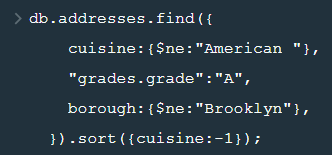 > db.addresses.find({
cuisine:{$ne:"American "},
"grades.grade":"A",
borough:{$ne:"Brooklyn"},
}).sort({cuisine:-1});